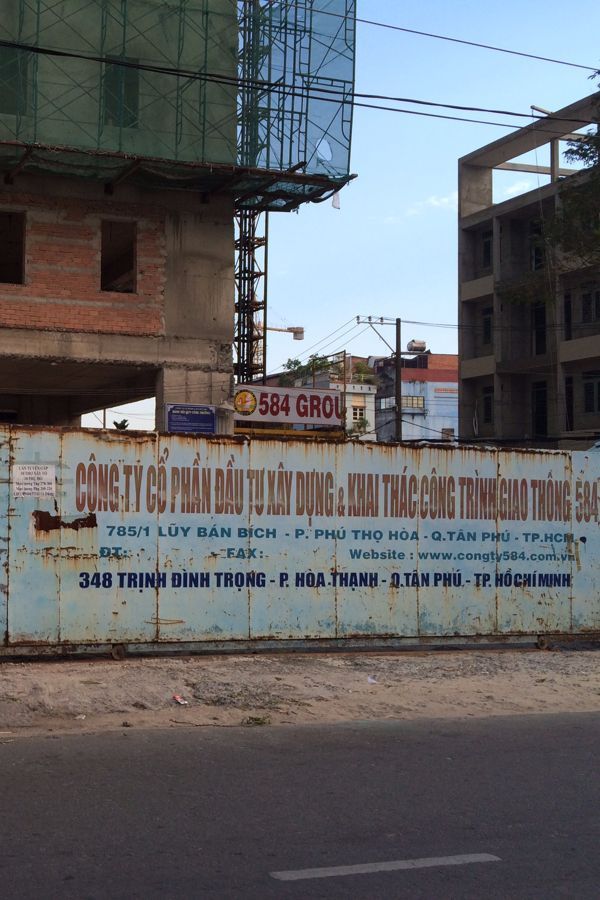 584 GROU
CÔNG TY CỔ PHẦN ĐẦU TƯ XÂY DỰNG & KHAI THÁC CÔNG TRÌNH GIAO THÔNG 584
785/1 LŨY BÁN BÍCH - P. PHÚ THỌ HÒA - Q.TÂN PHÚ - TP.HCM
ĐT: - FAX: - Website : www.congty584.com.vn
348 TRỊNH ĐÌNH TRỌNG - P. HÒA THẠNH - Q.TÂN PHÚ - TP. HỒ CHÍ MINH